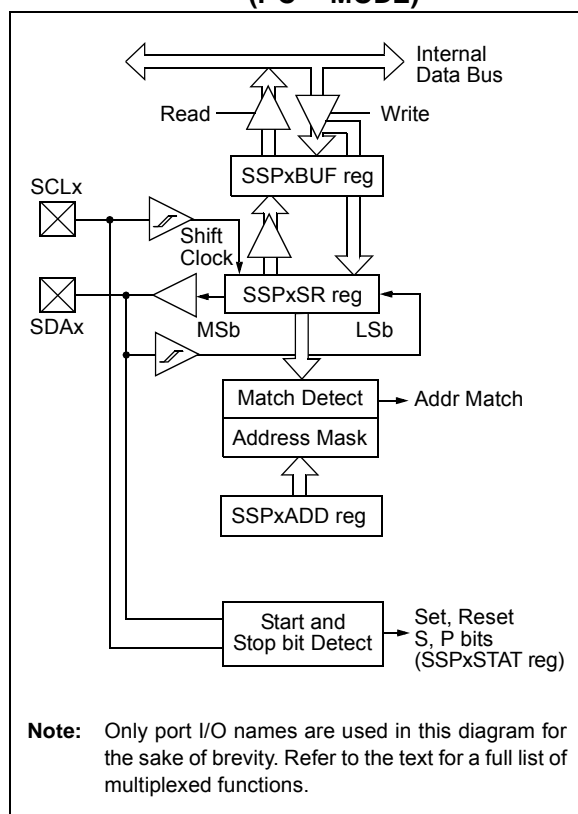 MODE)
Internal
Data Bus
Read
Write
SSPxBUF reg
SCLx
Shift
Clock
SSPxSR reg
SDAx
MSb
LSb
Match Detect
Addr Match
Address Mask
SSPxADD reg
Start and
Stop bit Detect
Set, Reset
S, P bits
(SSPxSTAT reg)
Note: Only port I/O names are used in this diagram for
the sake of brevity. Refer to the text for a full list of
multiplexed functions.